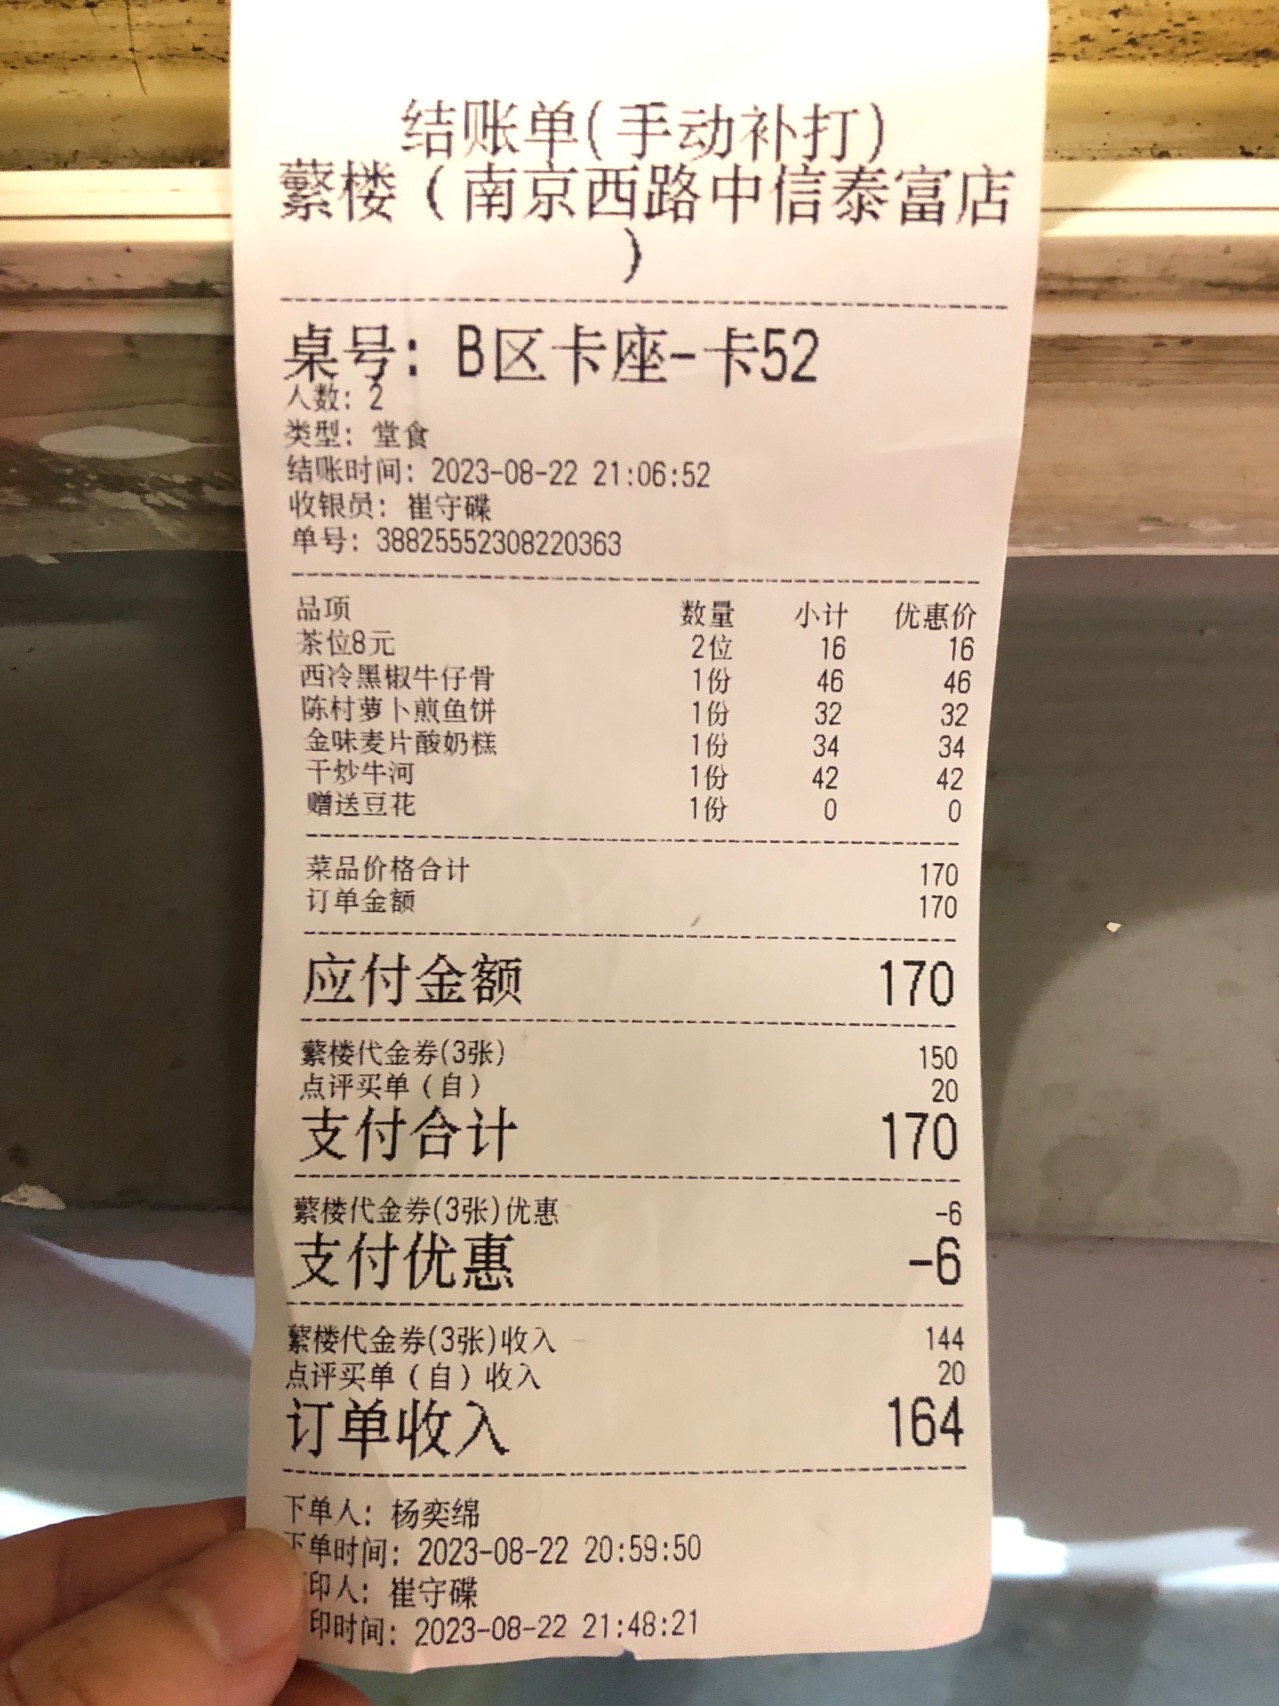 结账单(手动补打)
蘩楼（南京西路中信泰富店
）
桌号：B区卡座-卡52
人数：2
类型：堂食
结账时间：2023-08-22 21:06:52
收银员：崔守碟
单号：38825552308220363
品项 数量 小计 优惠价
茶位8元 2位 16 16
西冷黑椒牛仔骨 1份 46 46
陈村萝卜煎鱼饼 1份 32 32
金味麦片酸奶糕 1份 34 34
干炒牛河 1份 42 42
赠送豆花 1份 0 0
菜品价格合计 170
订单金额 170
应付金额 170
蘩楼代金券(3张) 150
点评买单（自） 20
支付合计 170
蘩楼代金券(3张)优惠 -6
支付优惠 -6
蘩楼代金券(3张)收入 144
点评买单（自）收入 20
订单收入 164
下单人：杨奕绵
下单时间：2023-08-22 20:59:50
印人：崔守碟
印时间：2023-08-22 21:48:21